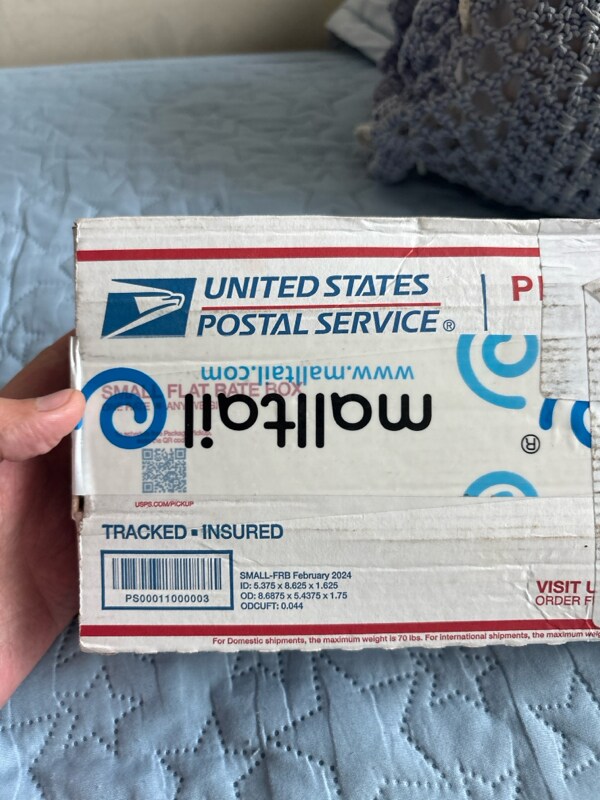 UNITED STATES
POSTAL SERVICE®
www.malltail.com
SMALL FLAT RATE BOX
malltail®
USPS.COM/PICKUP
TRACKED ▪ INSURED
PS00011000003
SMALL-FRB February 2024
ID: 5.375 x 8.625 x 1.625
OD: 8.6875 x 5.4375 x 1.75
ODCUFT: 0.044
VISIT
ORDER
For Domestic shipments, the maximum weight is 70 lbs. For International shipments, the maximum